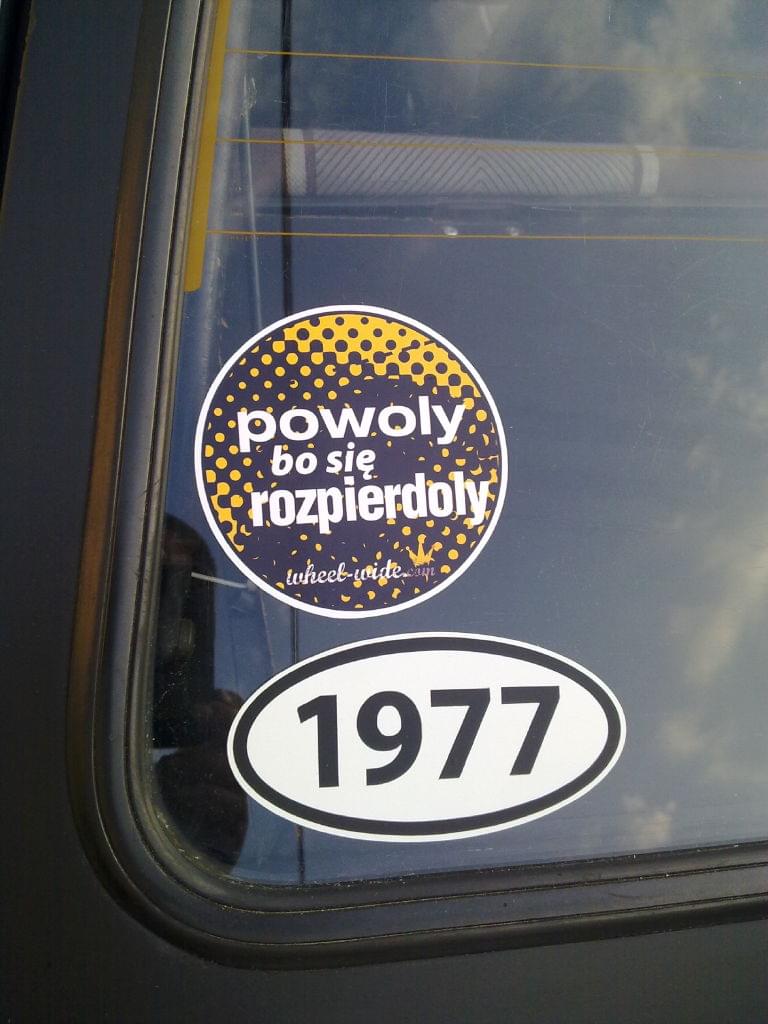 powoly
bo się
rozpierdoly
wheel-wide.com
1977